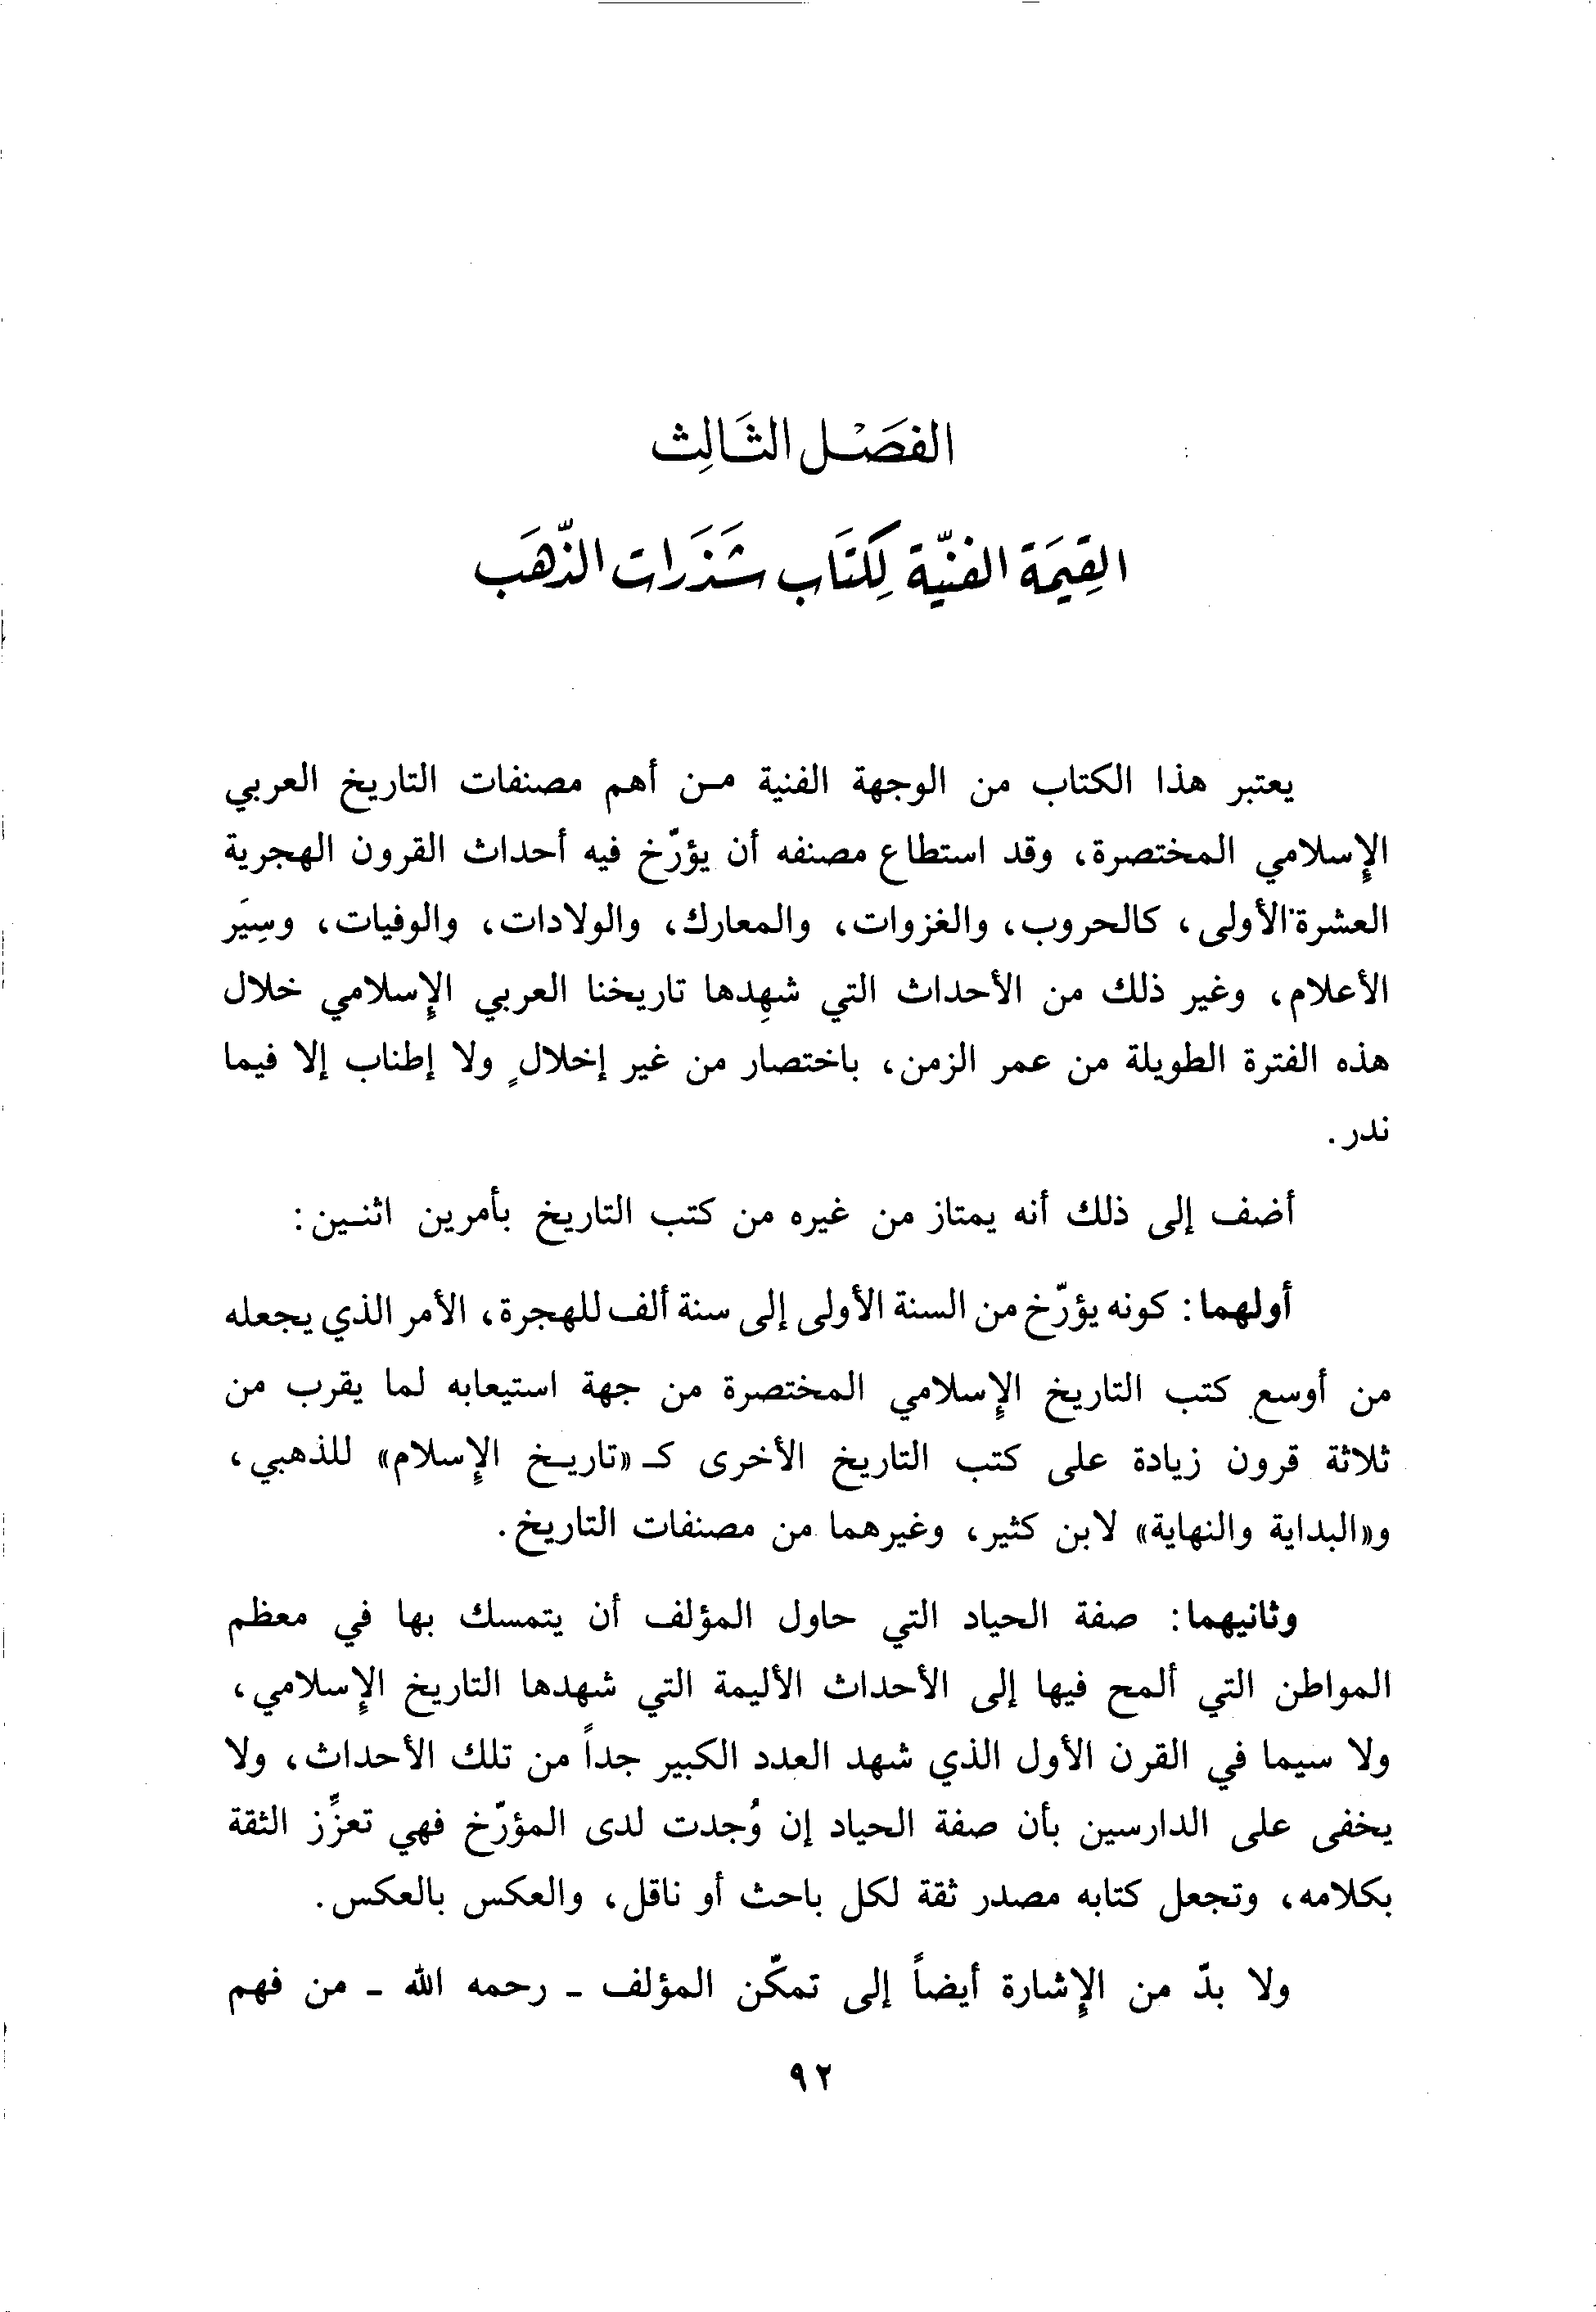 الفصَْل الثَالِث
القِيمَة الفنيّة لِكتَاب شَذَرات الذّهَب
يعتبر هذا الكتاب من الوجهة الفنية من أهم مصنفات التاريخ العربي
الإسلامي المختصرة، وقد استطاع مصنفه أن يؤرّخ فيه أحداث القرون الهجرية
العشرة الأولى، كالحروب، والغزوات، والمعارك، والولادات، والوفيات، وسِيَر
الأعلام، وغير ذلك من الأحداث التي شهِدها تاريخنا العربي الإسلامي خلال
هذه الفترة الطويلة من عمر الزمن، باختصار من غير إخلالٍ ولا إطناب إلا فيما
ندر.
أضف إلى ذلك أنه يمتاز من غيره من كتب التاريخ بأمرين اثنين:
أولهما: كونه يؤرّخ من السنة الأولى إلى سنة ألف للهجرة، الأمر الذي يجعله
من أوسع كتب التاريخ الإسلامي المختصرة من جهة استيعابه لما يقرب من
ثلاثة قرون زيادة على كتب التاريخ الأخرى كـ «تاريخ الإسلام» للذهبي،
و«البداية والنهاية» لابن كثير، وغيرهما من مصنفات التاريخ.
وثانيهما: صفة الحياد التي حاول المؤلف أن يتمسك بها في معظم
المواطن التي ألمح فيها إلى الأحداث الأليمة التي شهدها التاريخ الإسلامي،
ولا سيما في القرن الأول الذي شهد العدد الكبير جداً من تلك الأحداث، ولا
يخفى على الدارسين بأن صفة الحياد إن وُجدت لدى المؤرّخ فهي تعزِّز الثقة
بكلامه، وتجعل كتابه مصدر ثقة لكل باحث أو ناقل، والعكس بالعكس.
ولا بدّ من الإشارة أيضاً إلى تمكّن المؤلف - رحمه الله - من فهم
٩٢